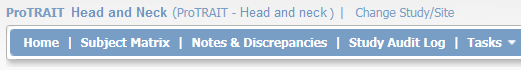 ProTRAIT Head and Neck (ProTRAIT - Head and neck ) | Change Study/Site
Home | Subject Matrix | Notes & Discrepancies | Study Audit Log | Tasks